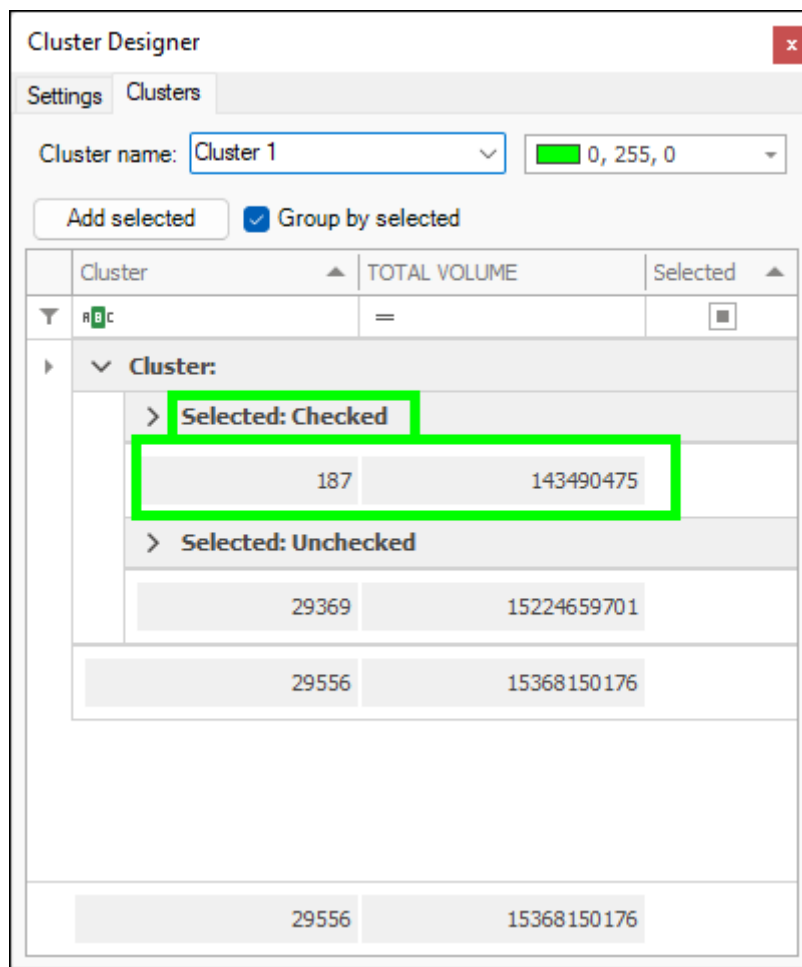 Cluster Designer
x
Settings Clusters
Cluster name: Cluster 1 0, 255, 0
Add selected Group by selected
Cluster TOTAL VOLUME Selected
ABC =
Cluster:
Selected: Checked
187 143490475
Selected: Unchecked
29369 15224659701
29556 15368150176
29556 15368150176